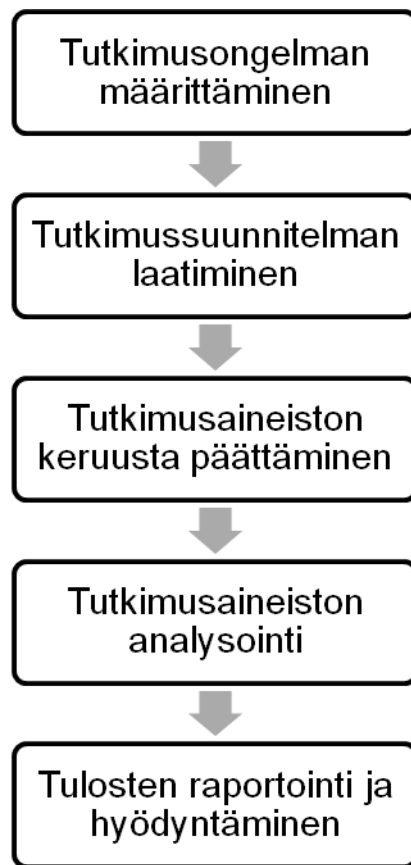 Tutkimusongelman
määrittäminen
Tutkimussuunnitelman
laatiminen
Tutkimusaineiston
keruusta päättäminen
Tutkimusaineiston
analysointi
Tulosten raportointi ja
hyödyntäminen